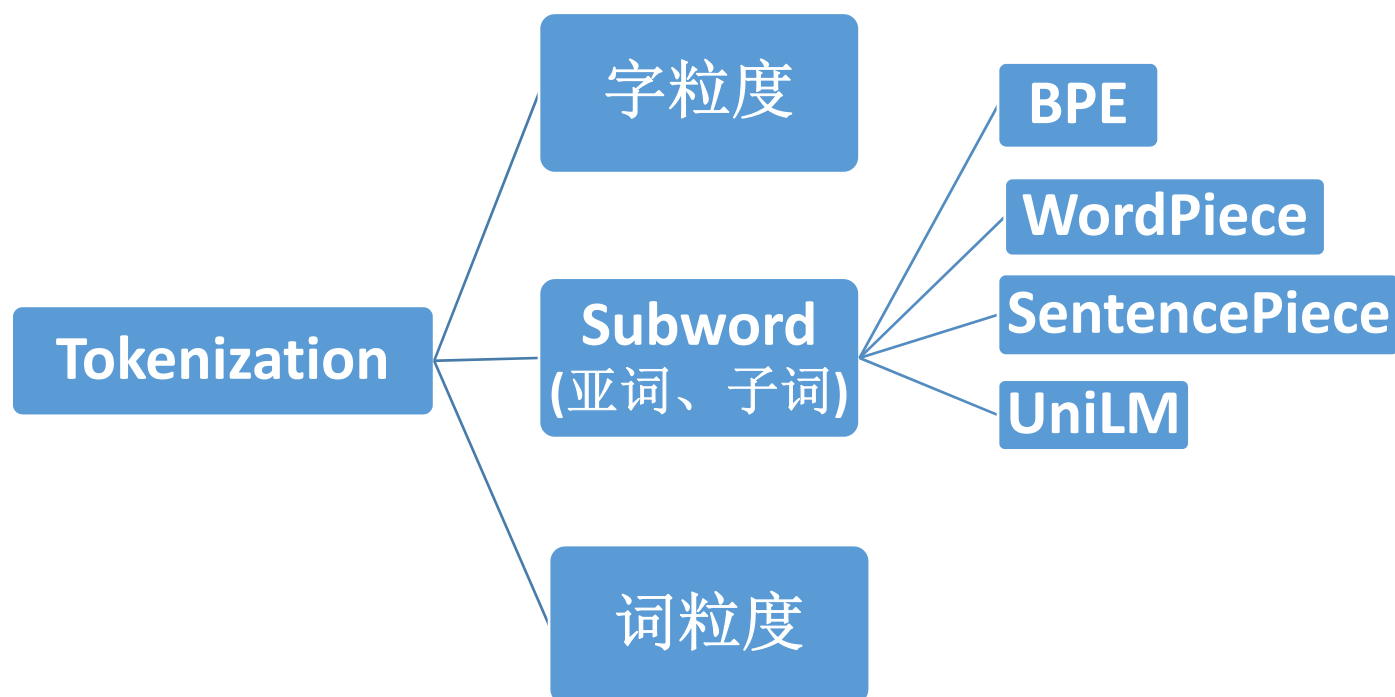 Tokenization
字粒度
Subword
(亚词、子词)
词粒度
BPE
WordPiece
SentencePiece
UniLM